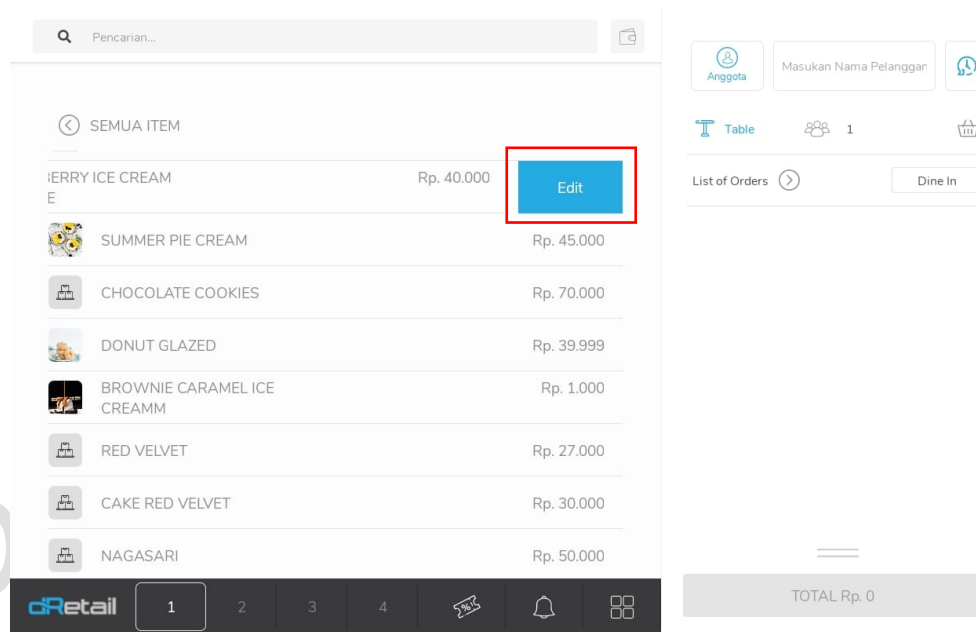 Pencarian...
SEMUA ITEM
BERRY ICE CREAM
E
Rp. 40.000
Edit
SUMMER PIE CREAM
Rp. 45.000
CHOCOLATE COOKIES
Rp. 70.000
DONUT GLAZED
Rp. 39.999
BROWNIE CARAMEL ICE
CREAMM
Rp. 1.000
RED VELVET
Rp. 27.000
CAKE RED VELVET
Rp. 30.000
NAGASARI
Rp. 50.000
dRetail
1
2
3
4
Anggota
Masukan Nama Pelanggan
Table
1
List of Orders
Dine In
TOTAL Rp. 0